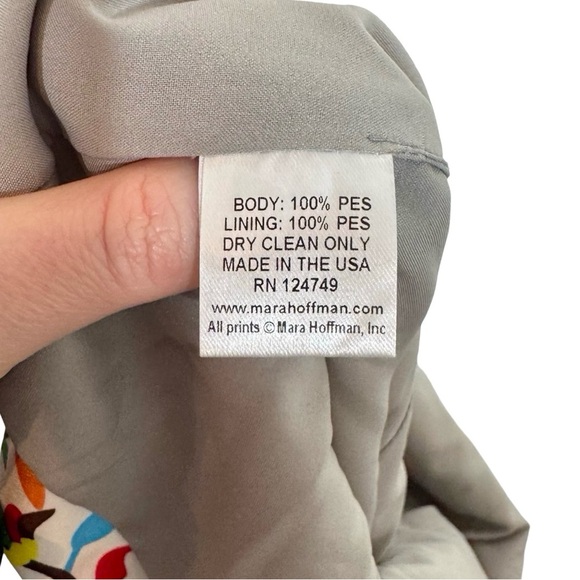 BODY: 100% PES
LINING: 100% PES
DRY CLEAN ONLY
MADE IN THE USA
RN 124749
www.marahoffman.com
All prints ©Mara Hoffman, Inc